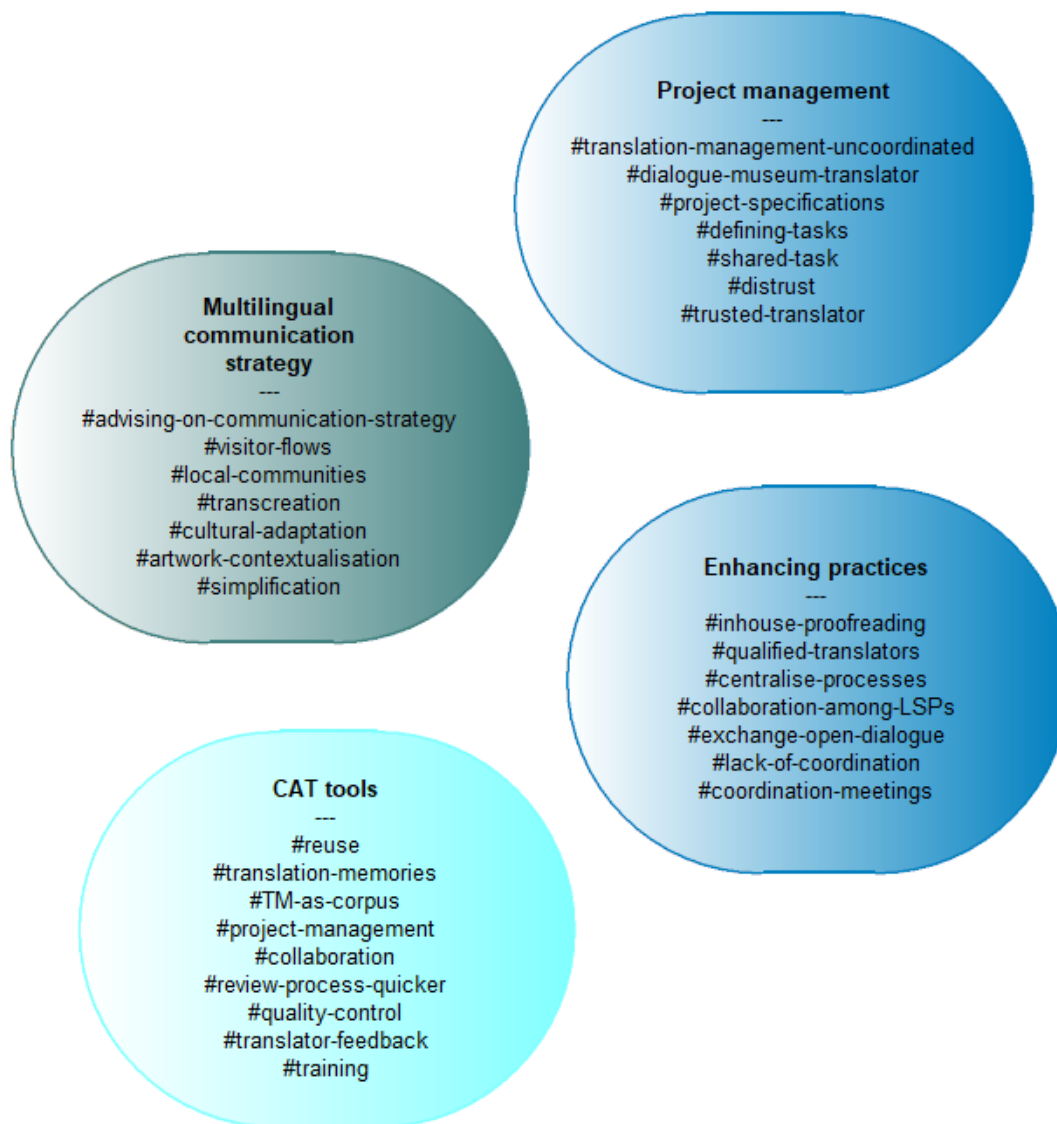 Project management
---
#translation-management-uncoordinated
#dialogue-museum-translator
#project-specifications
#defining-tasks
#shared-task
#distrust
#trusted-translator
Multilingual
communication
strategy
---
#advising-on-communication-strategy
#visitor-flows
#local-communities
#transcreation
#cultural-adaptation
#artwork-contextualisation
#simplification
Enhancing practices
---
#inhouse-proofreading
#qualified-translators
#centralise-processes
#collaboration-among-LSPs
#exchange-open-dialogue
#lack-of-coordination
#coordination-meetings
CAT tools
---
#reuse
#translation-memories
#TM-as-corpus
#project-management
#collaboration
#review-process-quicker
#quality-control
#translator-feedback
#training